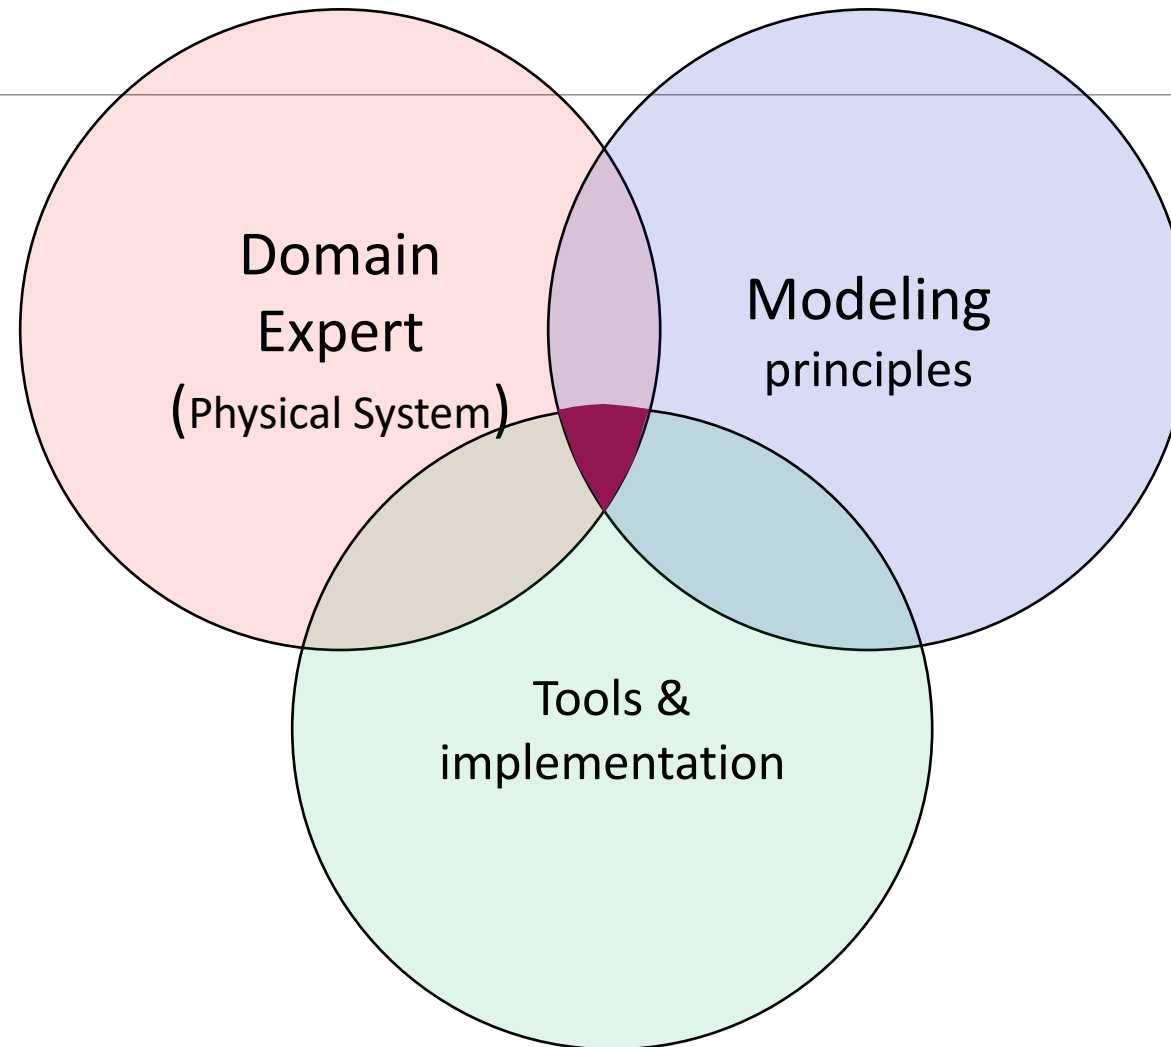 Domain
Expert
(Physical System)
Modeling
principles
Tools &
implementation